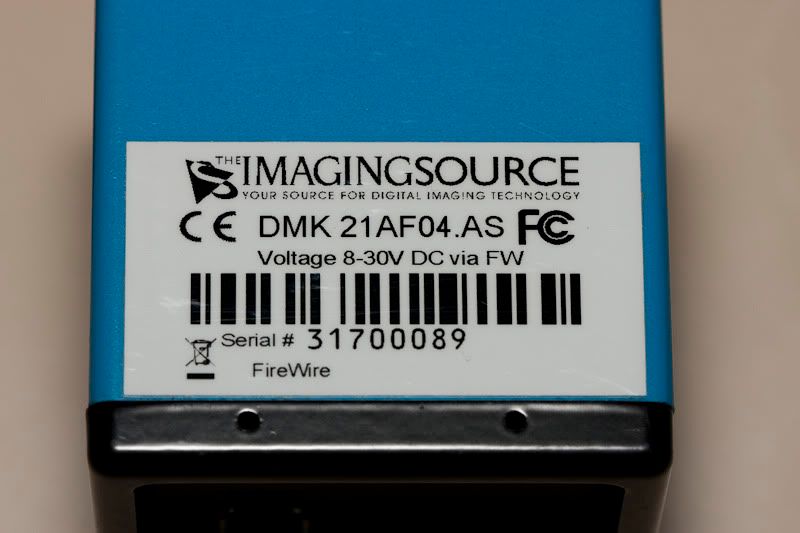 THE IMAGINGSOURCE
YOUR SOURCE FOR DIGITAL IMAGING TECHNOLOGY
CE DMK 21AF04.AS FC
Voltage 8-30V DC via FW
Serial # 31700089
FireWire